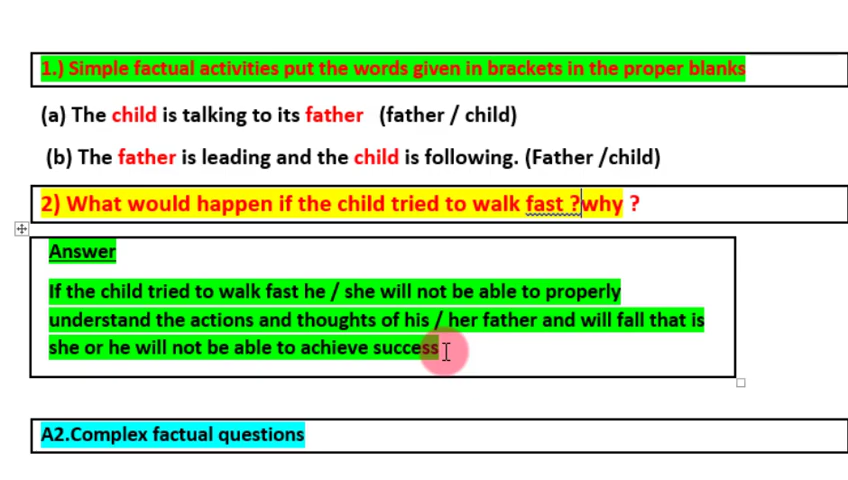 1.) Simple factual activities put the words given in brackets in the proper blanks
(a) The child is talking to its father (father / child)
(b) The father is leading and the child is following. (Father /child)
2) What would happen if the child tried to walk fast ?why ?
Answer
If the child tried to walk fast he / she will not be able to properly
understand the actions and thoughts of his / her father and will fall that is
she or he will not be able to achieve success
A2.Complex factual questions